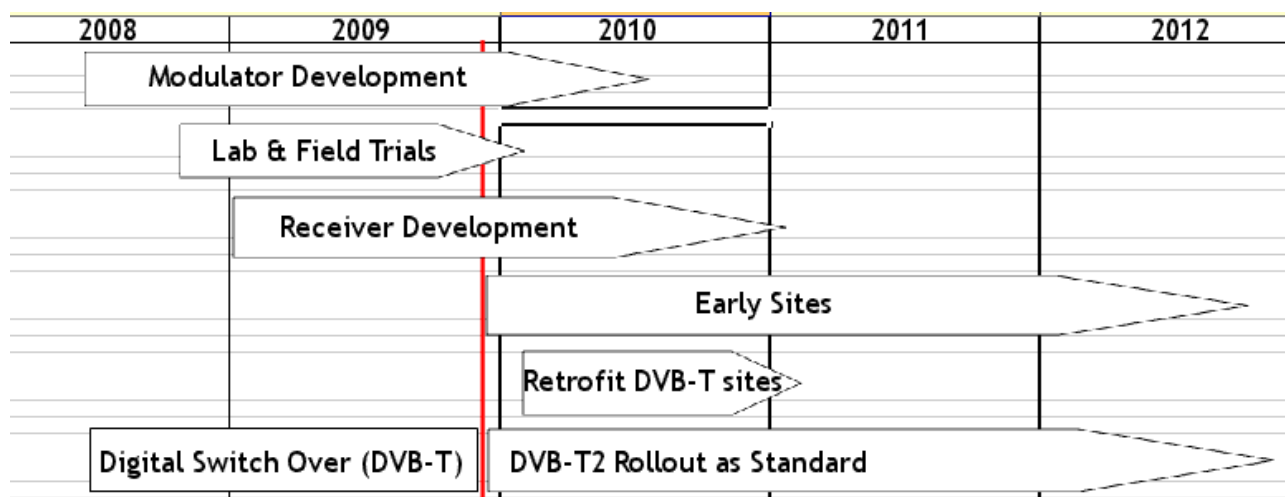 2008 2009 2010 2011 2012
Modulator Development
Lab & Field Trials
Receiver Development
Early Sites
Retrofit DVB-T sites
Digital Switch Over (DVB-T) DVB-T2 Rollout as Standard